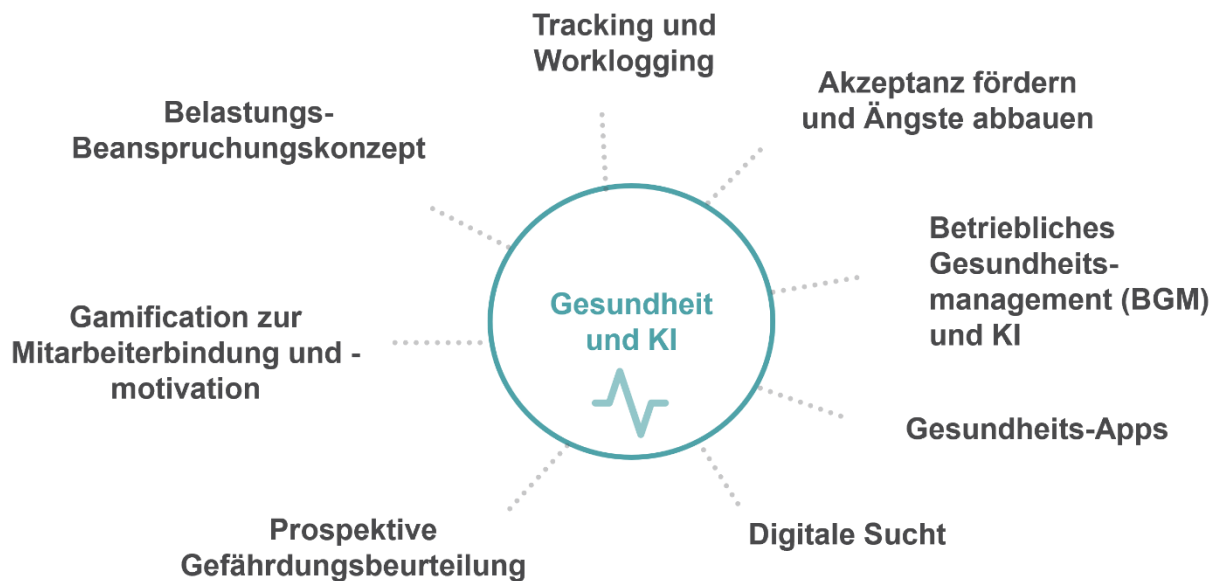 Tracking und
Worklogging
Akzeptanz fördern
und Ängste abbauen
Belastungs-
Beanspruchungskonzept
Betriebliches
Gesundheits-
management (BGM)
und KI
Gesundheit
und KI
Gamification zur
Mitarbeiterbindung und -
motivation
Gesundheits-Apps
Prospektive
Gefährdungsbeurteilung
Digitale Sucht